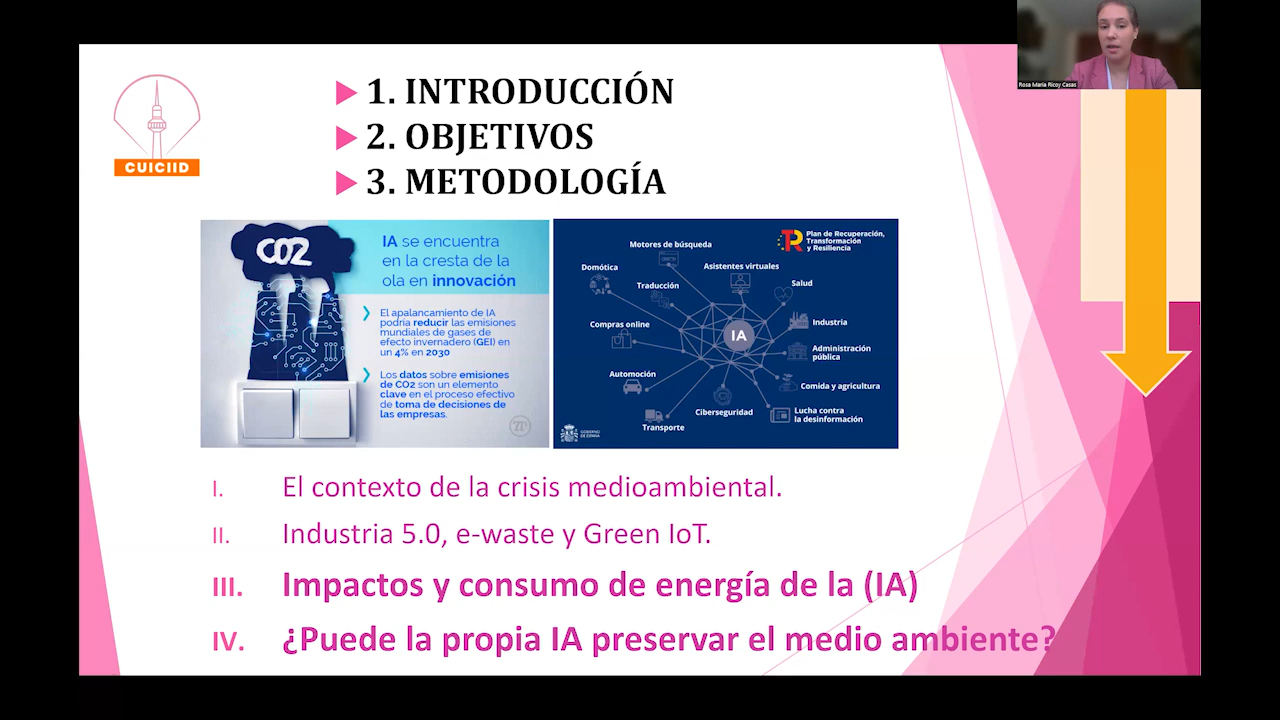 Rosa María Ricoy Casas
CUICIID
1. INTRODUCCIÓN
2. OBJETIVOS
3. METODOLOGÍA
CO2
IA se encuentra
en la cresta de la
ola en innovación
El apalancamiento de IA
podría reducir las emisiones
mundiales de gases de
efecto invernadero (GEI) en
un 4% en 2030
Los datos sobre emisiones
de CO2 son un elemento
clave en el proceso efectivo
de toma de decisiones de
las empresas.
Plan de Recuperación,
Transformación
y Resiliencia
Motores de búsqueda
Asistentes virtuales
Domótica
Traducción
Salud
Compras online
Industria
IA
Administración
pública
Automoción
Comida y agricultura
Ciberseguridad
Lucha contra
la desinformación
Transporte
GOBIERNO
DE ESPAÑA
I. El contexto de la crisis medioambiental.
II. Industria 5.0, e-waste y Green IoT.
III. Impactos y consumo de energía de la (IA)
IV. ¿Puede la propia IA preservar el medio ambiente?